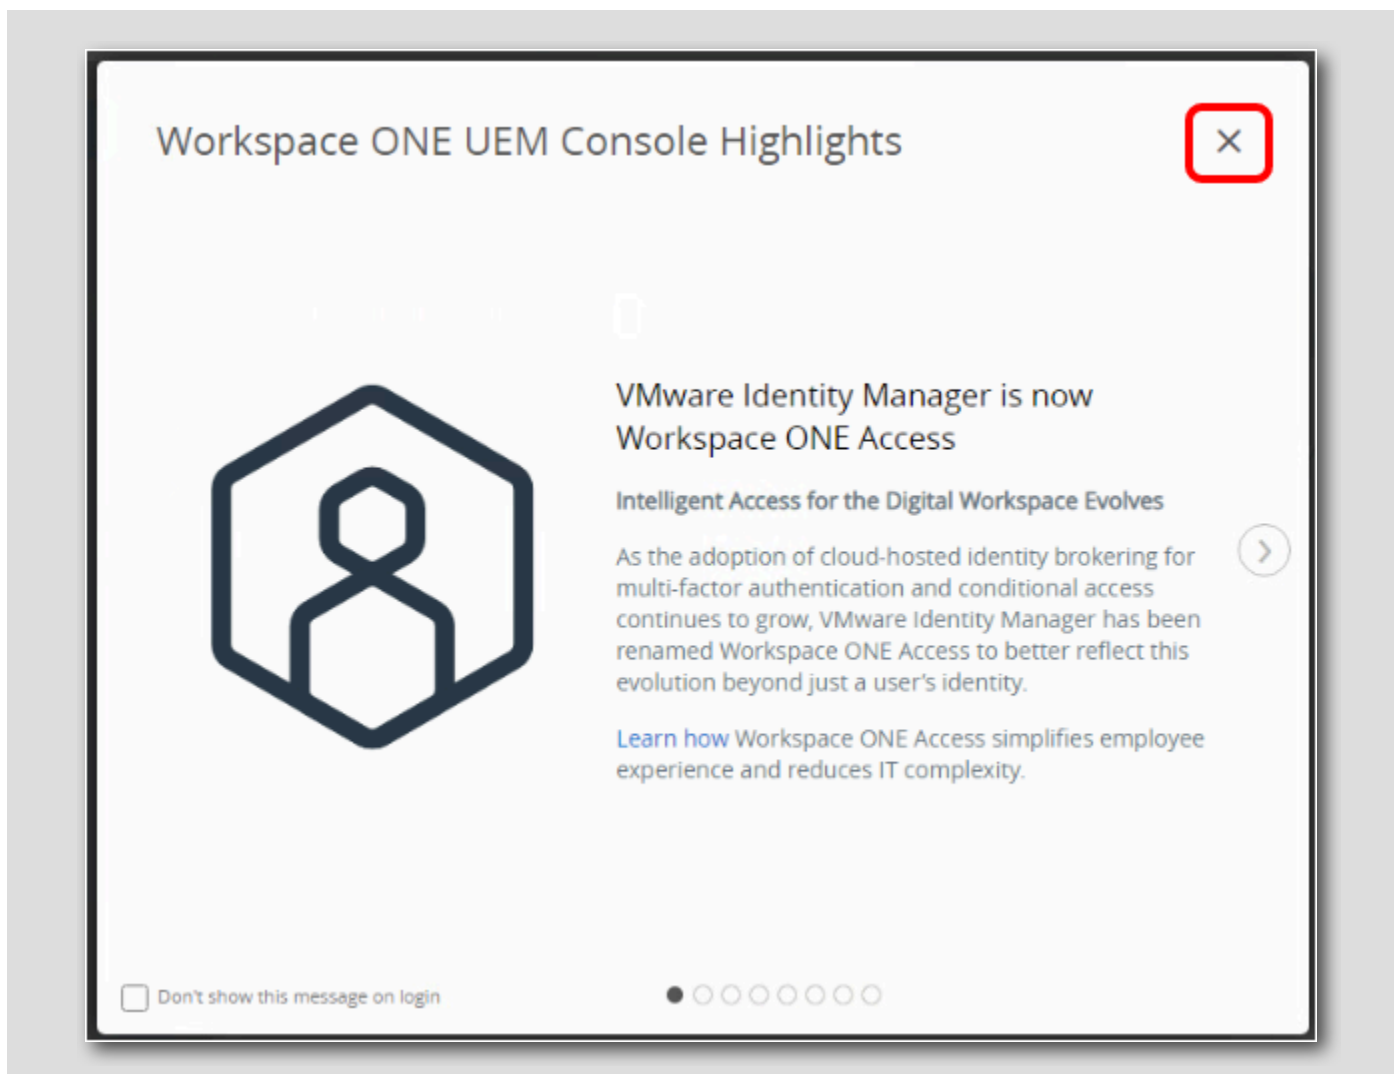 Workspace ONE UEM Console Highlights
VMware Identity Manager is now
Workspace ONE Access
Intelligent Access for the Digital Workspace Evolves
As the adoption of cloud-hosted identity brokering for
multi-factor authentication and conditional access
continues to grow, VMware Identity Manager has been
renamed Workspace ONE Access to better reflect this
evolution beyond just a user's identity.
Learn how Workspace ONE Access simplifies employee
experience and reduces IT complexity.
Don't show this message on login